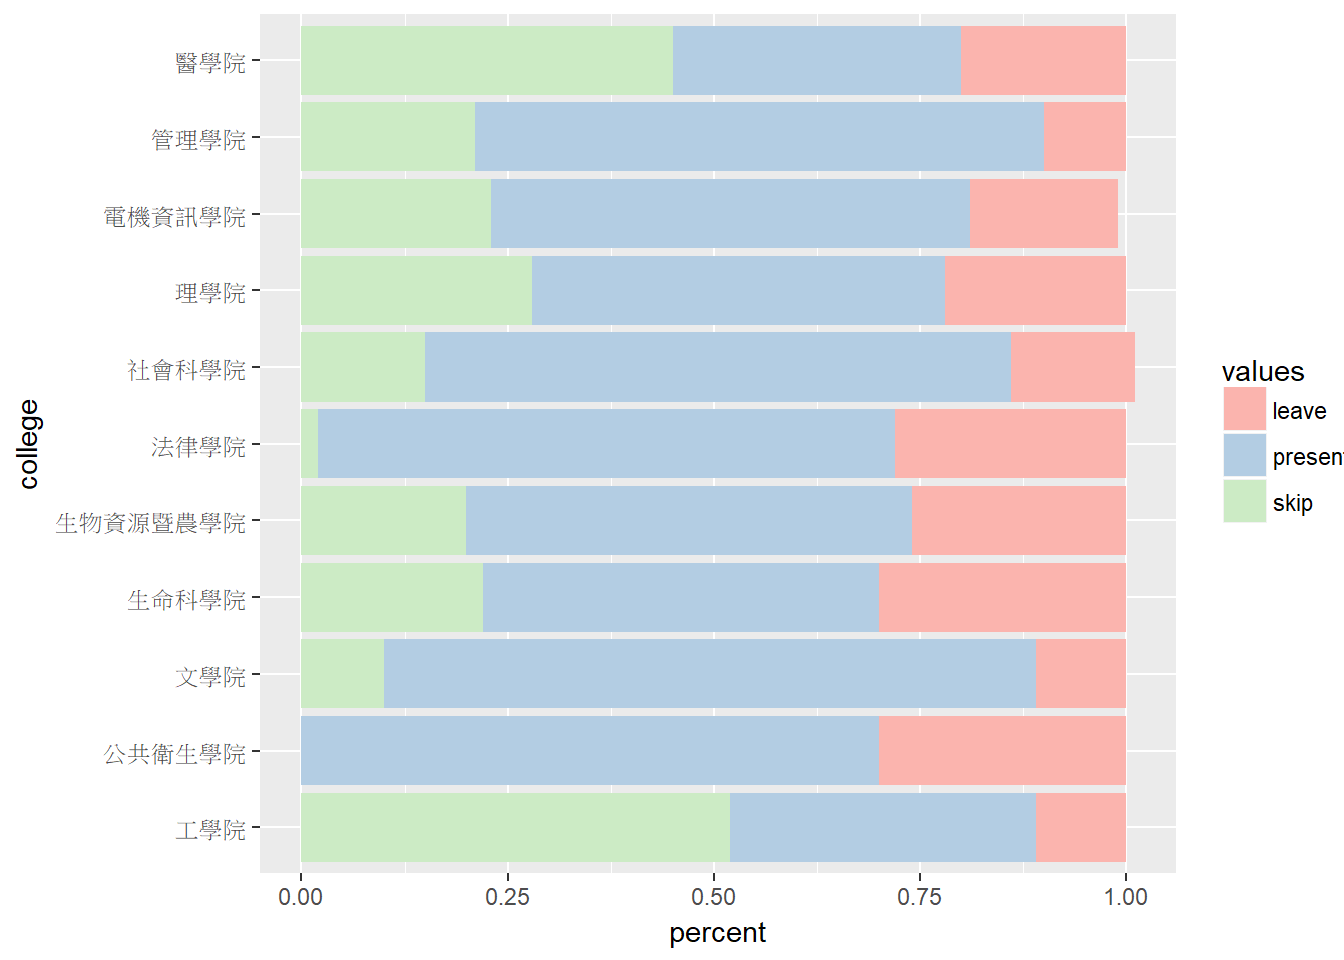 醫學院
管理學院
電機資訊學院
理學院
社會科學院
法律學院
生物資源暨農學院
生命科學院
文學院
公共衛生學院
工學院
college
0.00 0.25 0.50 0.75 1.00
percent
values
leave
present
skip